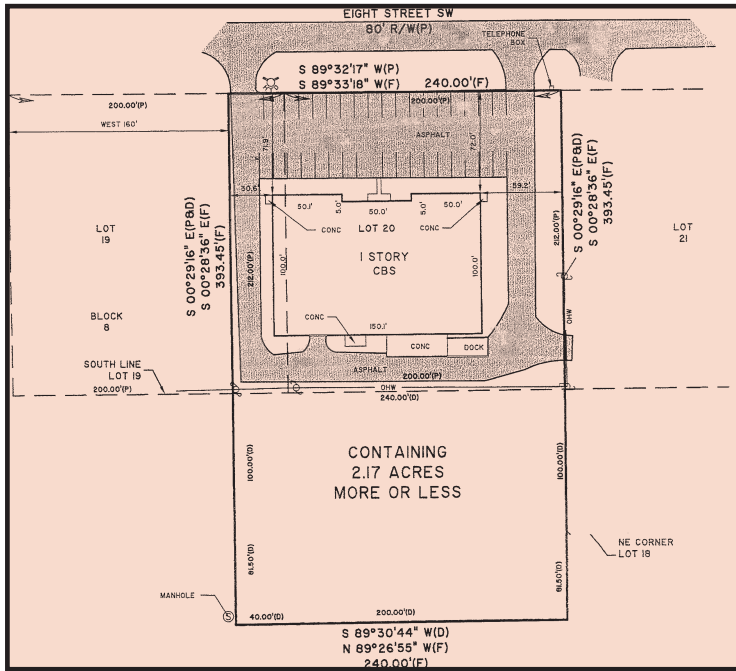 EIGHT STREET SW
80' R/W(P)
TELEPHONE
BOX
S 89°32'17" W(P)
S 89°33'18" W(F)
240.00'(F)
200.00'(P)
200.00'(P)
WEST 160'
ASPHALT
71.9'
72.0'
50.6'
59.2'
50.1'
5.0'
50.0'
5.0'
50.0'
CONC
LOT 20
CONC
1 STORY
CBS
100.0'
100.0'
150.1'
CONC
CONC
DOCK
ASPHALT
LOT
19
BLOCK
8
SOUTH LINE
LOT 19
200.00'(P)
S 00°29'16" E(P&D)
S 00°28'36" E(F)
393.45'(F)
212.00'(P)
212.00'(P)
S 00°29'16" E(P&D)
S 00°28'36" E(F)
393.45'(F)
LOT
21
OHW
200.00'(P)
OHW
240.00'(D)
CONTAINING
2.17 ACRES
MORE OR LESS
100.00'(D)
100.00'(D)
81.50'(D)
81.50'(D)
NE CORNER
LOT 18
MANHOLE
S
40.00'(D)
200.00'(D)
S 89°30'44" W(D)
N 89°26'55" W(F)
240.00'(F)